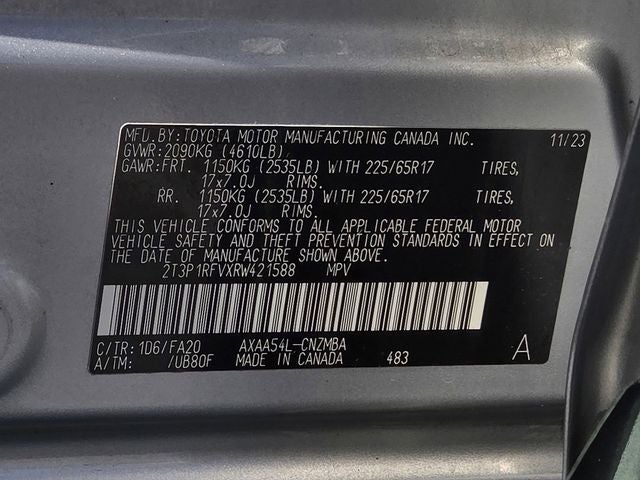 MFD.BY:TOYOTA MOTOR MANUFACTURING CANADA INC. 11/23
GVWR:2090KG (4610LB)
GAWR:FRT. 1150KG (2535LB) WITH 225/65R17 TIRES,
17x7.0J RIMS.
RR. 1150KG (2535LB) WITH 225/65R17 TIRES,
17x7.0J RIMS.
THIS VEHICLE CONFORMS TO ALL APPLICABLE FEDERAL MOTOR
VEHICLE SAFETY AND THEFT PREVENTION STANDARDS IN EFFECT ON
THE DATE OF MANUFACTURE SHOWN ABOVE.
2T3P1RFVXRW421588 MPV
C/TR:1D6/FA20 AXAA54L-CNZMBA
A/TM: /UB80F MADE IN CANADA 483 A